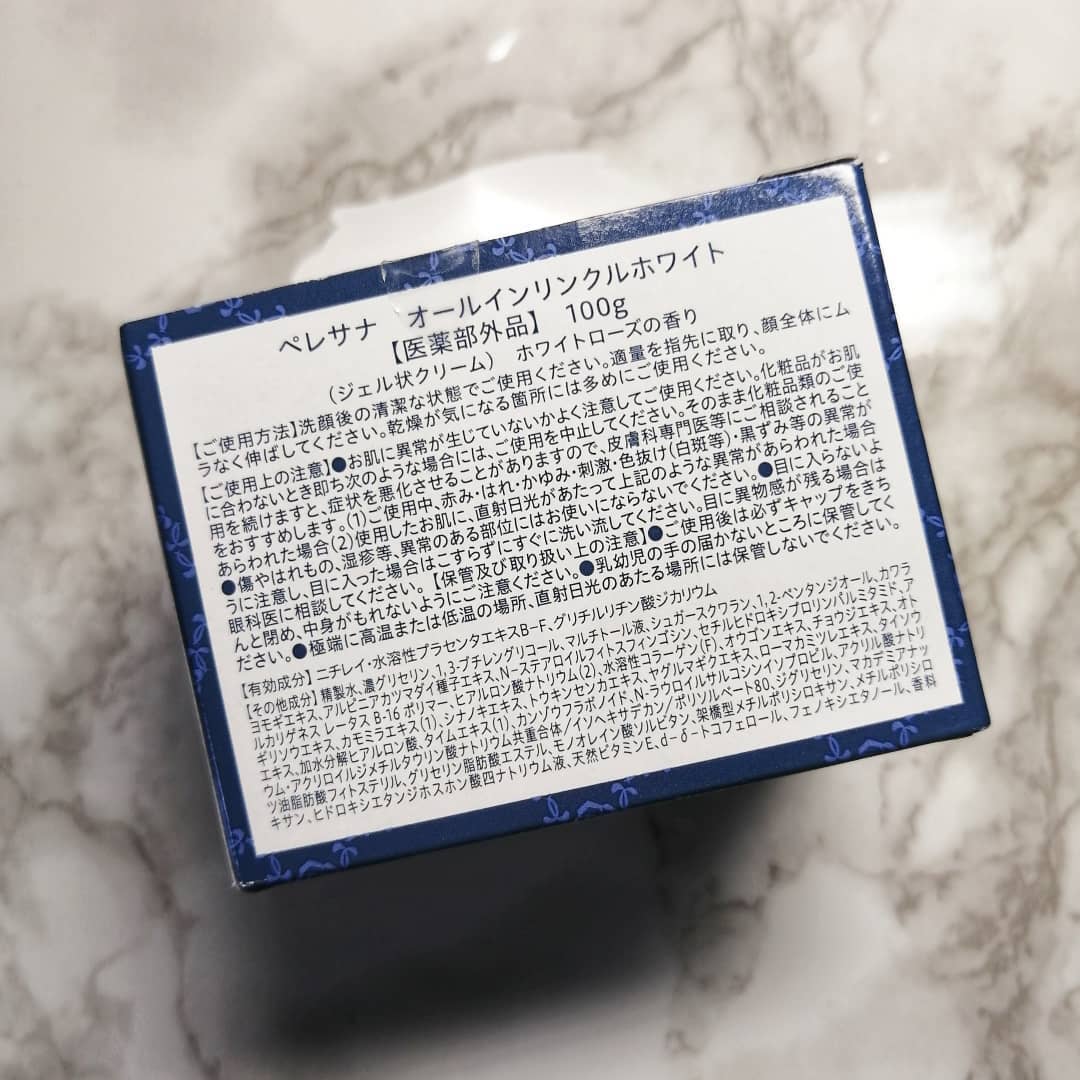 ペレサナ　オールインリンクルホワイト
【医薬部外品】　100g
（ジェル状クリーム）　ホワイトローズの香り
【ご使用方法】洗顔後の清潔な状態でご使用ください。適量を指先に取り、顔全体にム
ラなく伸ばしてください。乾燥が気になる箇所には多めにご使用ください。
【ご使用上の注意】●お肌に異常が生じていないかよく注意してご使用ください。化粧品がお肌
に合わないとき即ち次のような場合には、ご使用を中止してください。そのまま化粧品類のご使
用を続けますと、症状を悪化させることがありますので、皮膚科専門医等にご相談されること
をおすすめします。(1)ご使用中、赤み・はれ・かゆみ・刺激・色抜け(白斑等)・黒ずみ等の異常が
あらわれた場合(2)使用したお肌に、直射日光があたって上記のような異常があらわれた場合
●傷やはれもの、湿疹等、異常のある部位にはお使いにならないでください。●目に入らないよ
うに注意し、目に入った場合はこすらずにすぐに洗い流してください。目に異物感が残る場合は
眼科医に相談してください。【保管及び取り扱い上の注意】●ご使用後は必ずキャップをきち
んと閉め、中身がもれないようにご注意ください。●乳幼児の手の届かないところに保管してく
ださい。●極端に高温または低温の場所、直射日光のあたる場所には保管しないでください。
【有効成分】ニチレイ・水溶性プラセンタエキスB-F、グリチルリチン酸ジカリウム
【その他成分】精製水、濃グリセリン、1,3-ブチレングリコール、マルチトール液、シュガースクワラン、1,2-ペンタンジオール、カワラ
ヨモギエキス、アルピニアカツマダイ種子エキス、N-ステアロイルフィトスフィンゴシン、セチルヒドロキシプロリンパルミタミド、ア
ルカリゲネス レータス B-16 ポリマー、ヒアルロン酸ナトリウム(2)、水溶性コラーゲン(F)、オウゴンエキス、チョウジエキス、オト
ギリソウエキス、カモミラエキス(1)、シナノキエキス、トウキンセンカエキス、ヤグルマギクエキス、ローマカミツレエキス、タイソウ
エキス、加水分解ヒアルロン酸、タイムエキス(1)、カンゾウフラボノイド、N-ラウロイルサルコシンイソプロピル、アクリル酸ナトリ
ウム・アクリロイルジメチルタウリン酸ナトリウム共重合体/イソヘキサデカン/ポリソルベート80、ジグリセリン、マカデミアナッ
ツ油脂肪酸フィトステリル、グリセリン脂肪酸エステル、モノオレイン酸ソルビタン、架橋型メチルポリシロキサン、メチルポリシロ
キサン、ヒドロキシエタンジホスホン酸四ナトリウム液、天然ビタミンE、d-δ-トコフェロール、フェノキシエタノール、香料